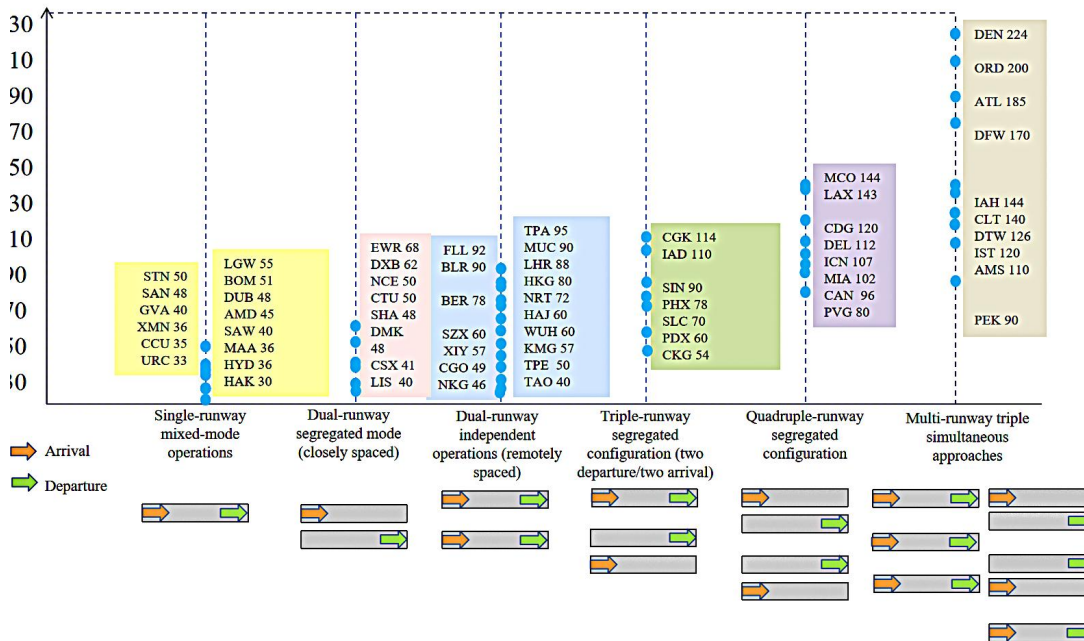 30
10
90
70
50
30
10
90
70
50
30
STN 50
SAN 48
GVA 40
XMN 36
CCU 35
URC 33
LGW 55
BOM 51
DUB 48
AMD 45
SAW 40
MAA 36
HYD 36
HAK 30
EWR 68
DXB 62
NCE 50
CTU 50
SHA 48
DMK
48
CSX 41
LIS 40
FLL 92
BLR 90
BER 78
SZX 60
XIY 57
CGO 49
NKG 46
TPA 95
MUC 90
LHR 88
HKG 80
NRT 72
HAJ 60
WUH 60
KMG 57
TPE 50
TAO 40
CGK 114
IAD 110
SIN 90
PHX 78
SLC 70
PDX 60
CKG 54
MCO 144
LAX 143
CDG 120
DEL 112
ICN 107
MIA 102
CAN 96
PVG 80
DEN 224
ORD 200
ATL 185
DFW 170
IAH 144
CLT 140
DTW 126
IST 120
AMS 110
PEK 90
Single-runway
mixed-mode
operations
Dual-runway
segregated mode
(closely spaced)
Dual-runway
independent
operations (remotely
spaced)
Triple-runway
segregated
configuration (two
departure/two arrival)
Quadruple-runway
segregated
configuration
Multi-runway triple
simultaneous
approaches
Arrival
Departure